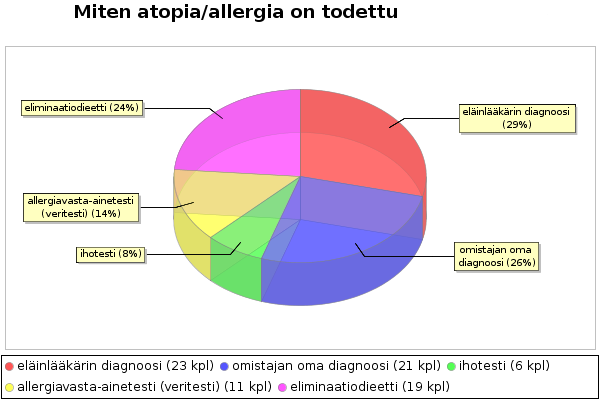 Miten atopia/allergia on todettu
eliminaatiodieetti (24%)
eläinlääkärin diagnoosi
(29%)
allergiavasta-ainetesti
(veritesti) (14%)
ihotesti (8%)
omistajan oma
diagnoosi (26%)
eläinlääkärin diagnoosi (23 kpl) omistajan oma diagnoosi (21 kpl) ihotesti (6 kpl)
allergiavasta-ainetesti (veritesti) (11 kpl) eliminaatiodieetti (19 kpl)